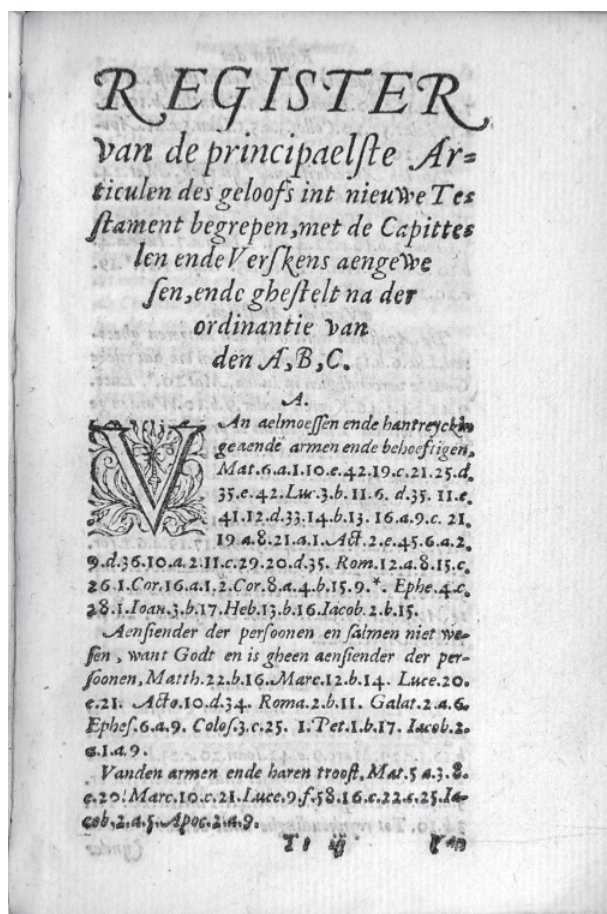 REGISTER
van de principaelste Ar=
ticulen des geloofs int nieuwe Te=
stament begrepen, met de Capitte=
len ende Verskens aengewe
sen, ende ghestelt na der
ordinantie van
den A, B, C.
A.
VAn aelmoessen ende hantreyckin
ge aende armen ende behoeftigen,
Mat.6.a.1.10.e.42.19.c.21.25.d.
35.e.42. Luc.3.b.11.6.d.35.11.e.
41.12.d.33.14.b.13.16.a.9.c.21.
19.a.8.21.a.1. Act.2.e.45.6.a.2.
9.d.36.10.a.2.11.c.29.20.d.35. Rom.12.a.8.15.c.
26.1.Cor.16.a.1.2.Cor.8.a.4.b.15.9.*. Ephe.4.c.
28.1.Ioan.3.b.17.Heb.13.b.16.Iacob.2.b.15.
Aensiender der persoonen en salmen niet we=
sen, want Godt en is gheen aensiender der per-
soonen, Matth.22.b.16. Marc.12.b.14. Luce.20.
c.21. Acto.10.d.34. Roma.2.b.11. Galat.2.a.6.
Ephes.6.a.9. Colos.3.c.25. 1.Pet.1.b.17. Iacob.2.
a.1.a.9.
Vanden armen ende haren troost, Mat.5.a.3.8.
c.20. Marc.10.c.21. Luce.9.f.58.16.c.22.c.25. Ia=
cob.2.a.5. Apoc.2.a.9.